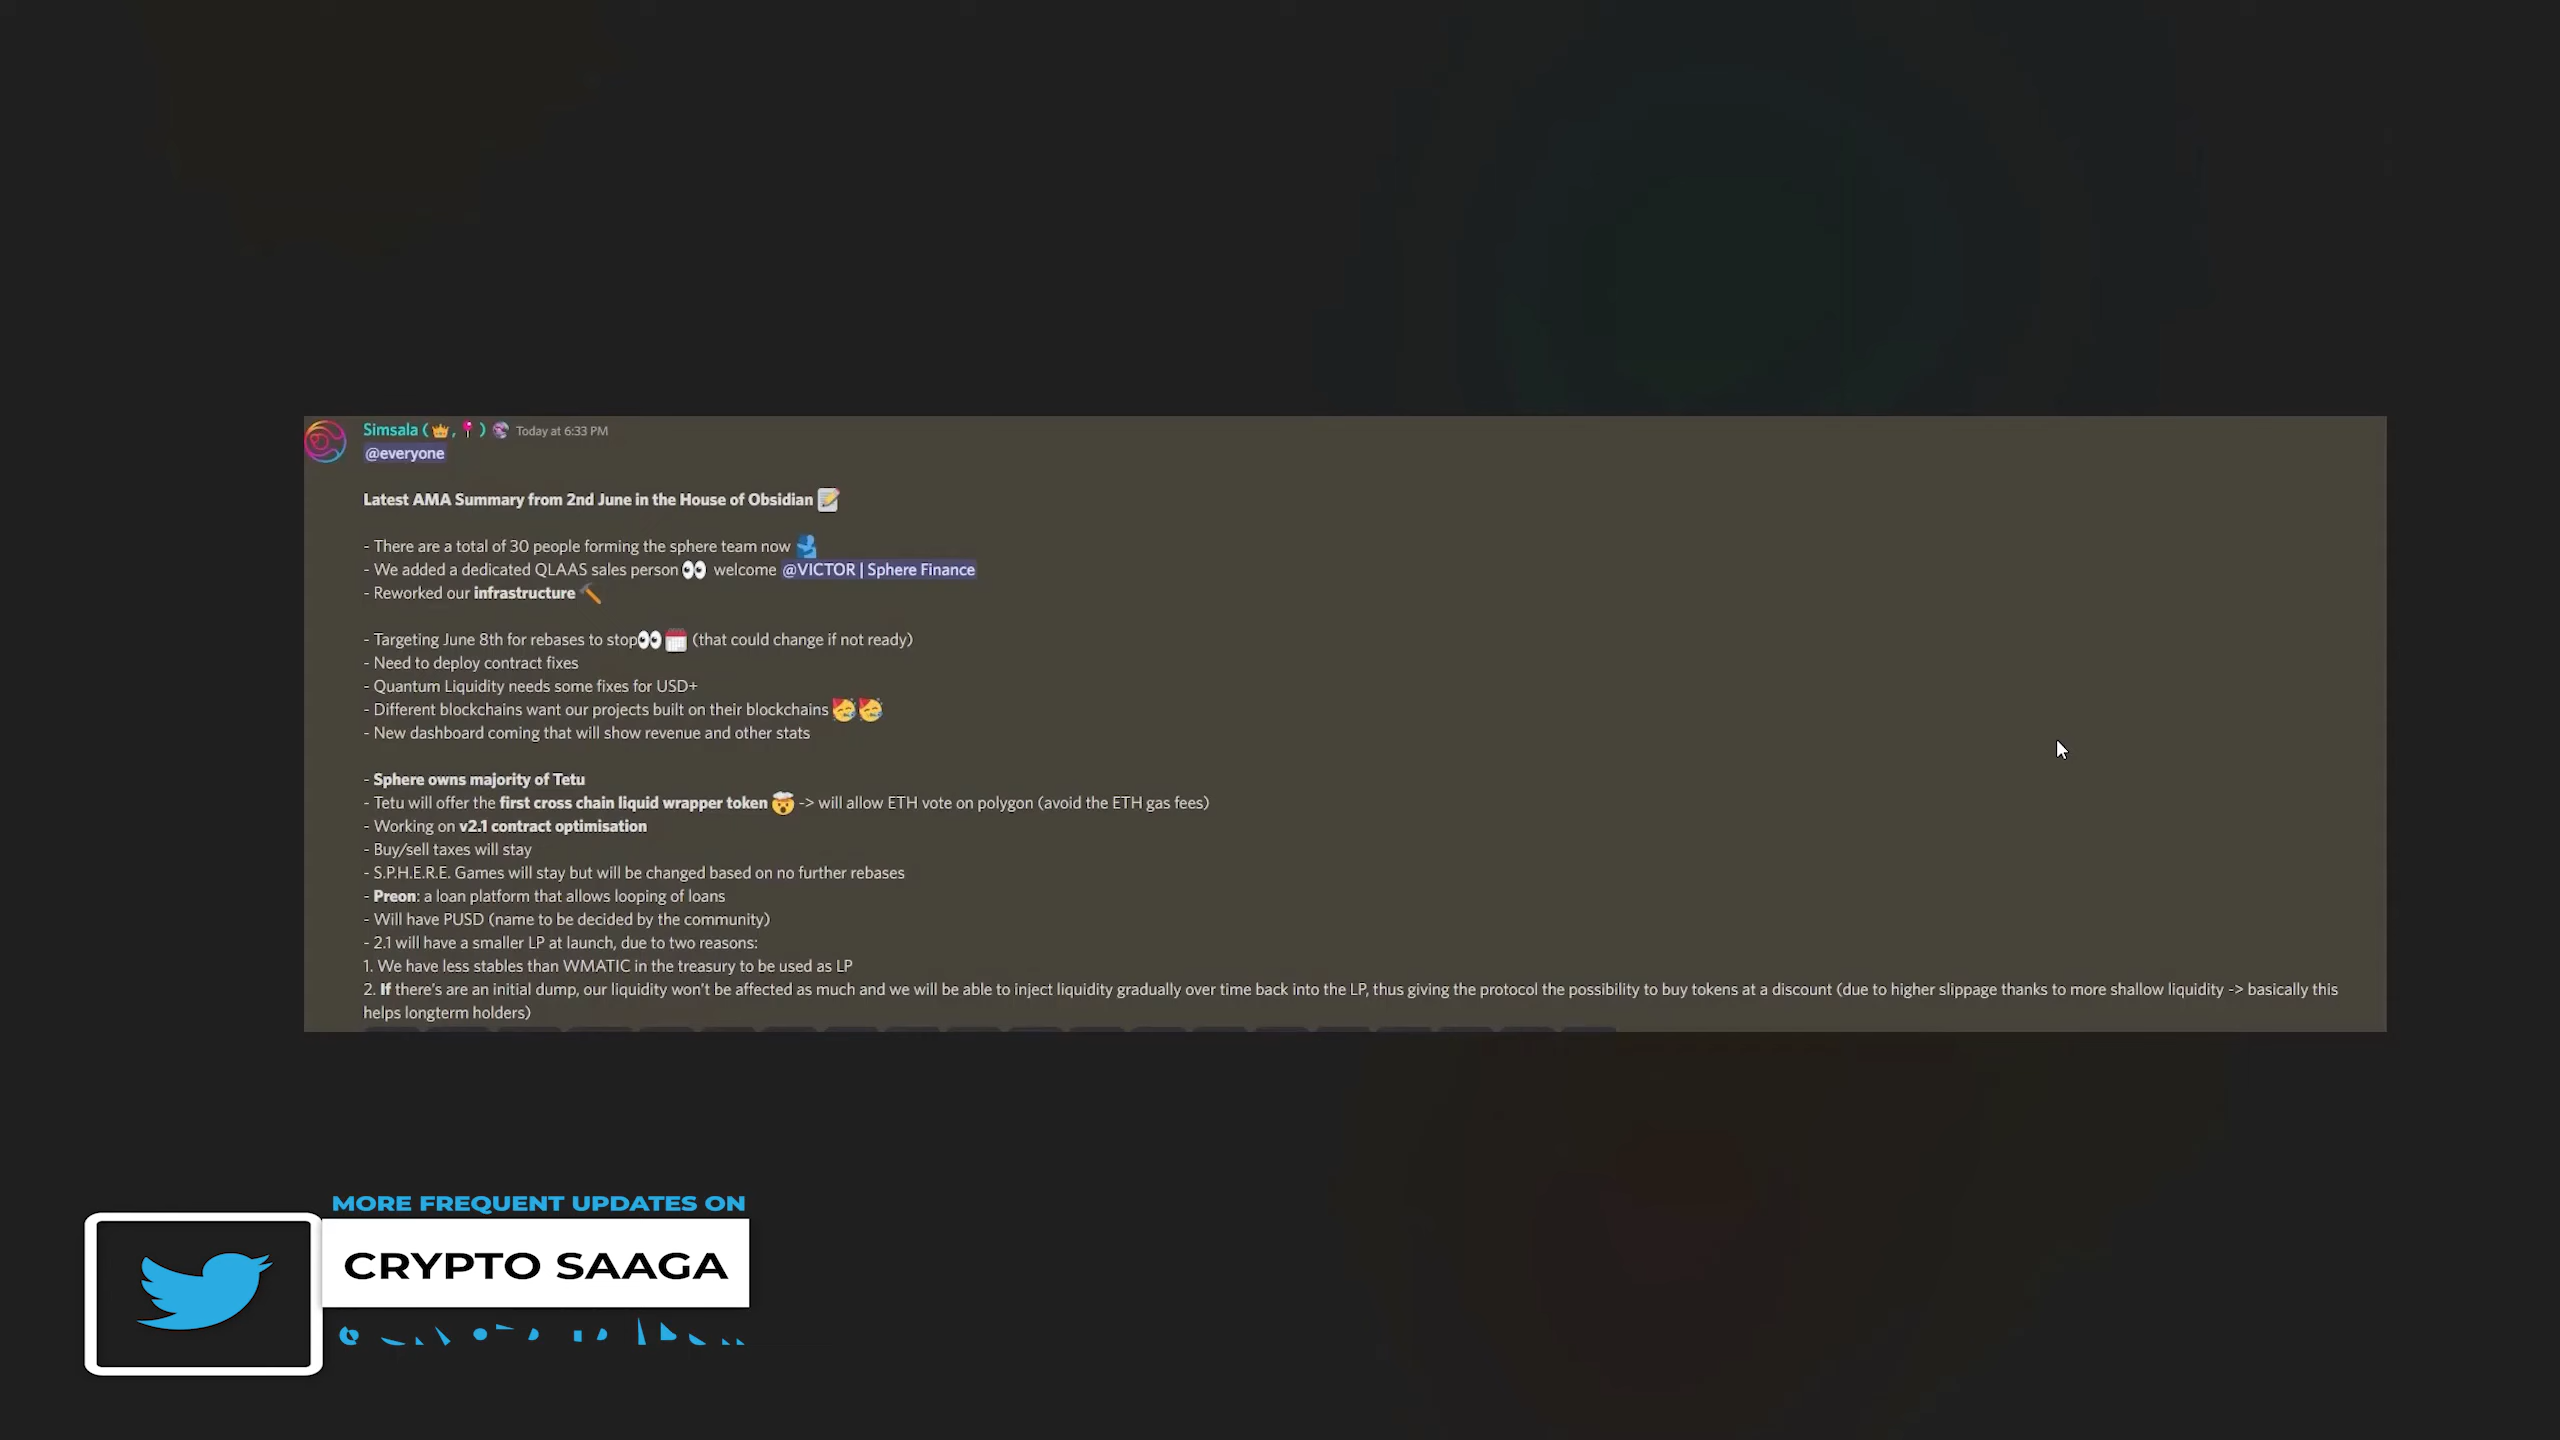 Simsala (👑, 📍) Today at 6:33 PM
@everyone
Latest AMA Summary from 2nd June in the House of Obsidian 📝
- There are a total of 30 people forming the sphere team now 🫂
- We added a dedicated QLAAS sales person 👀 welcome @VICTOR | Sphere Finance
- Reworked our infrastructure 🔨
- Targeting June 8th for rebases to stop👀📅 (that could change if not ready)
- Need to deploy contract fixes
- Quantum Liquidity needs some fixes for USD+
- Different blockchains want our projects built on their blockchains 🥳🥳
- New dashboard coming that will show revenue and other stats
- Sphere owns majority of Tetu
- Tetu will offer the first cross chain liquid wrapper token 🤯 -> will allow ETH vote on polygon (avoid the ETH gas fees)
- Working on v2.1 contract optimisation
- Buy/sell taxes will stay
- S.P.H.E.R.E. Games will stay but will be changed based on no further rebases
- Preon: a loan platform that allows looping of loans
- Will have PUSD (name to be decided by the community)
- 2.1 will have a smaller LP at launch, due to two reasons:
1. We have less stables than WMATIC in the treasury to be used as LP
2. If there's are an initial dump, our liquidity won't be affected as much and we will be able to inject liquidity gradually over time back into the LP, thus giving the protocol the possibility to buy tokens at a discount (due to higher slippage thanks to more shallow liquidity -> basically this
helps longterm holders)
MORE FREQUENT UPDATES ON
CRYPTO SAAGA